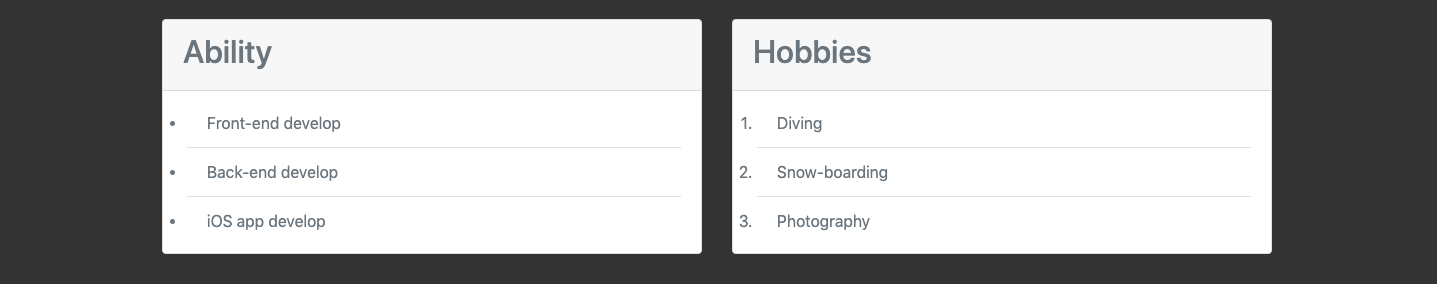 Ability
• Front-end develop
• Back-end develop
• iOS app develop
Hobbies
1. Diving
2. Snow-boarding
3. Photography